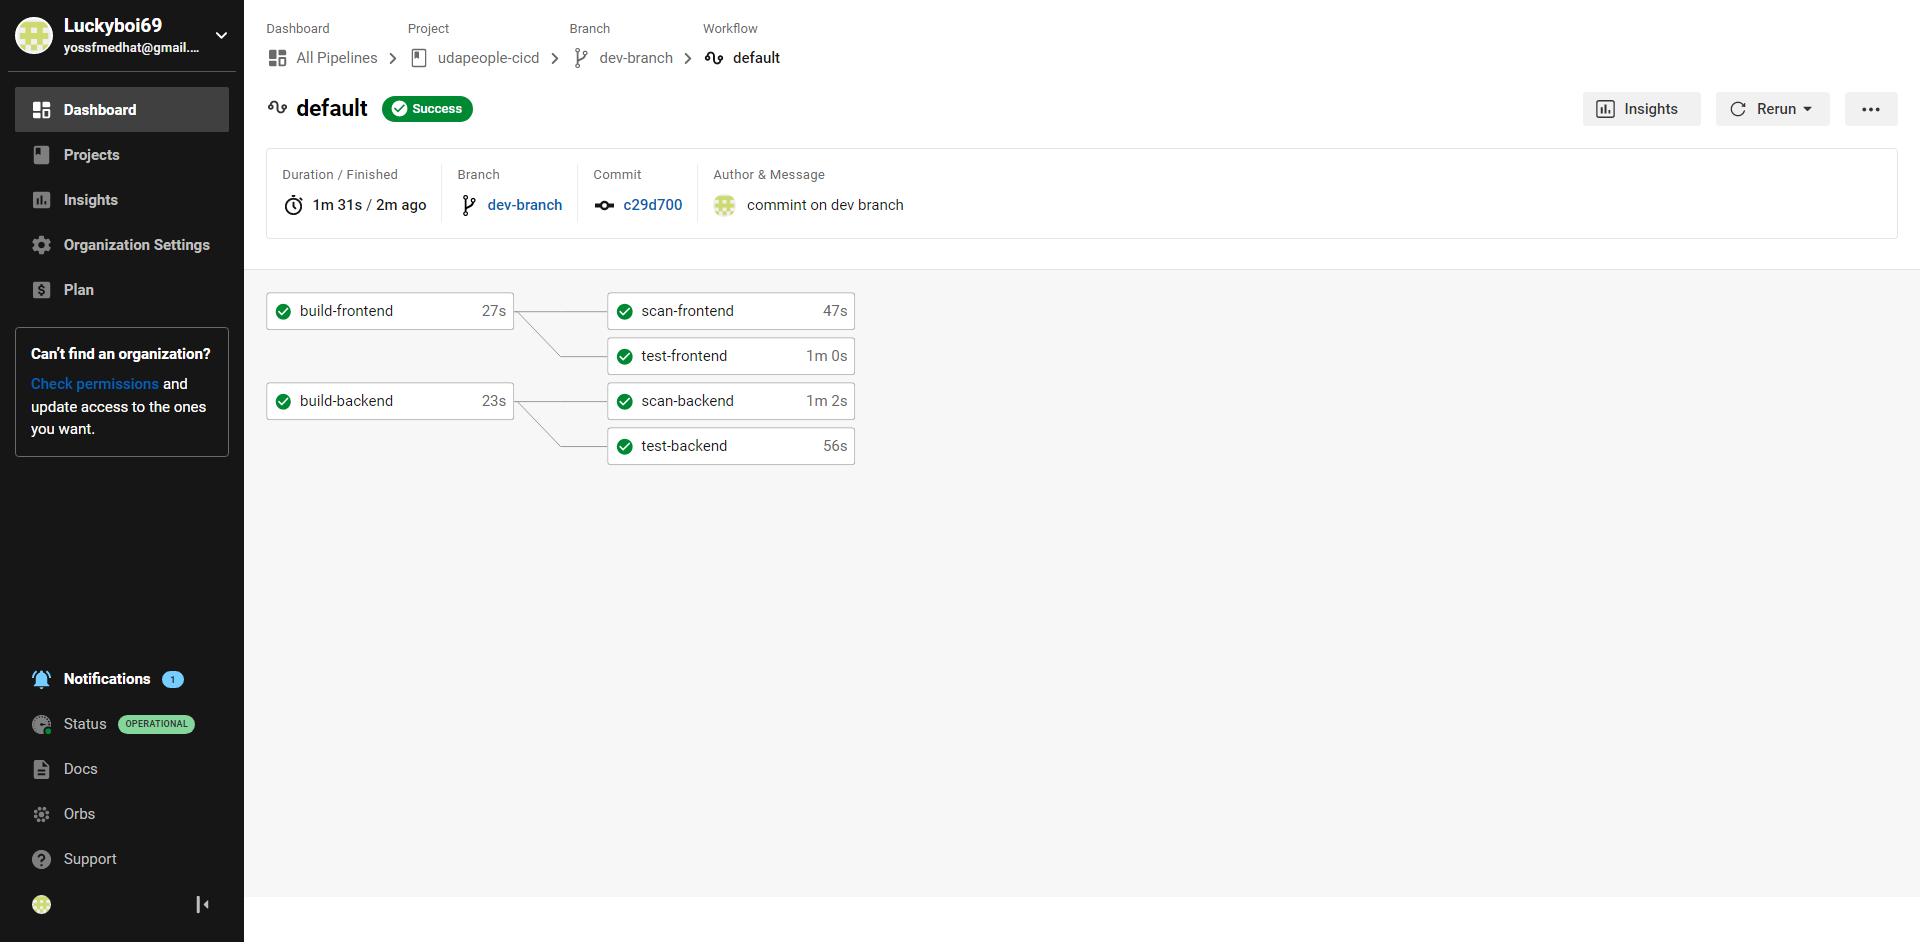 Luckyboi69
yossfmedhat@gmail....
Dashboard
Projects
Insights
Organization Settings
Plan
Can't find an organization?
Check permissions and
update access to the ones
you want.
Notifications 1
Status OPERATIONAL
Docs
Orbs
Support
Dashboard Project Branch Workflow
All Pipelines udapeople-cicd dev-branch default
default Success
Insights Rerun
Duration / Finished Branch Commit Author & Message
1m 31s / 2m ago dev-branch c29d700 commint on dev branch
build-frontend 27s scan-frontend 47s
test-frontend 1m 0s
build-backend 23s scan-backend 1m 2s
test-backend 56s